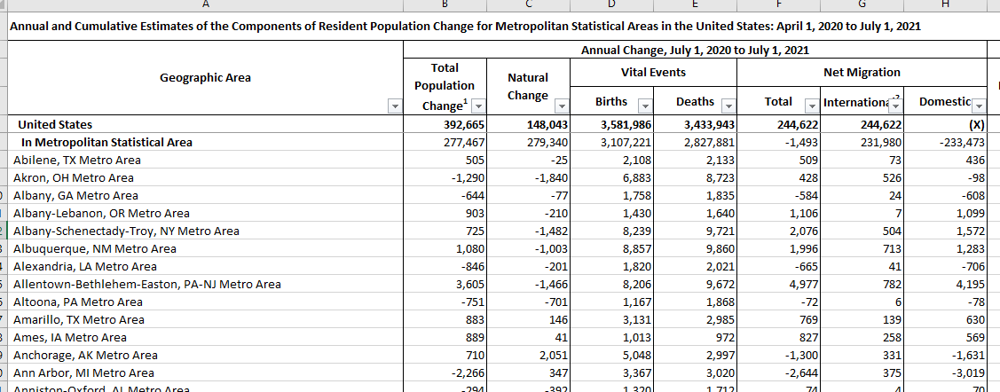 A B C D E F G H
Annual and Cumulative Estimates of the Components of Resident Population Change for Metropolitan Statistical Areas in the United States: April 1, 2020 to July 1, 2021
Annual Change, July 1, 2020 to July 1, 2021
Geographic Area
Total Population Change1
Natural Change
Vital Events
Net Migration
Births Deaths Total Internationa 2 Domestic
United States 392,665 148,043 3,581,986 3,433,943 244,622 244,622 (X)
In Metropolitan Statistical Area 277,467 279,340 3,107,221 2,827,881 -1,493 231,980 -233,473
Abilene, TX Metro Area 505 -25 2,108 2,133 509 73 436
Akron, OH Metro Area -1,290 -1,840 6,883 8,723 428 526 -98
Albany, GA Metro Area -644 -77 1,758 1,835 -584 24 -608
Albany-Lebanon, OR Metro Area 903 -210 1,430 1,640 1,106 7 1,099
Albany-Schenectady-Troy, NY Metro Area 725 -1,482 8,239 9,721 2,076 504 1,572
Albuquerque, NM Metro Area 1,080 -1,003 8,857 9,860 1,996 713 1,283
Alexandria, LA Metro Area -846 -201 1,820 2,021 -665 41 -706
Allentown-Bethlehem-Easton, PA-NJ Metro Area 3,605 -1,466 8,206 9,672 4,977 782 4,195
Altoona, PA Metro Area -751 -701 1,167 1,868 -72 6 -78
Amarillo, TX Metro Area 883 146 3,131 2,985 769 139 630
Ames, IA Metro Area 889 41 1,013 972 827 258 569
Anchorage, AK Metro Area 710 2,051 5,048 2,997 -1,300 331 -1,631
Ann Arbor, MI Metro Area -2,266 347 3,367 3,020 -2,644 375 -3,019
Anniston-Oxford, AL Metro Area -294 -392 1,320 1,712 74 4 70